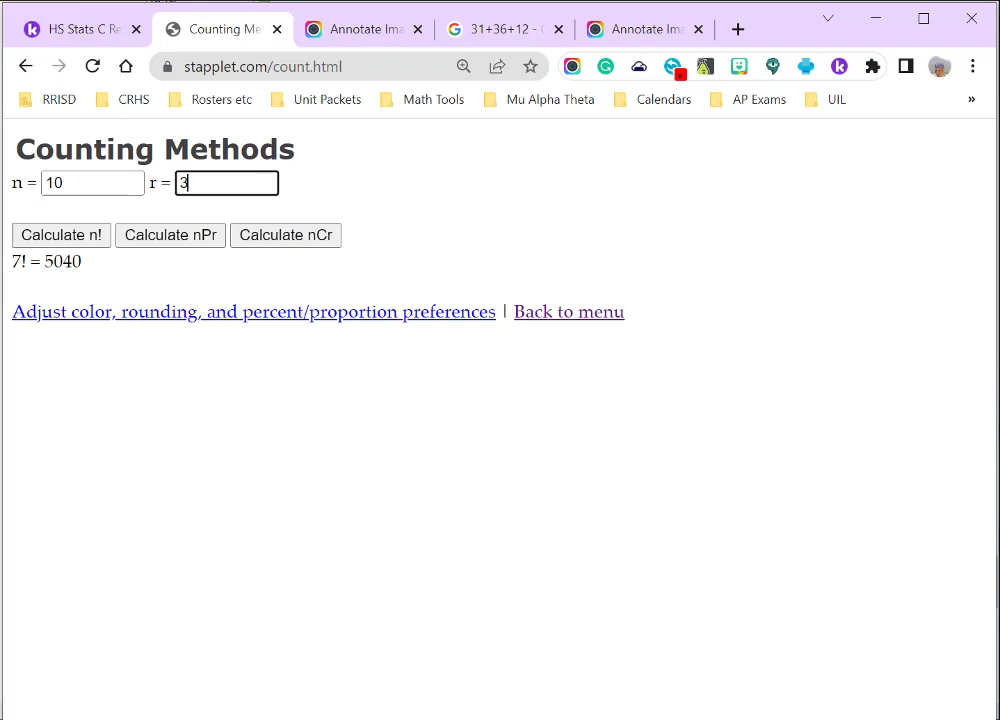 HS Stats C Re
Counting Me
Annotate Ima
31+36+12 - G
Annotate Ima
stapplet.com/count.html
RRISD
CRHS
Rosters etc
Unit Packets
Math Tools
Mu Alpha Theta
Calendars
AP Exams
UIL
»
Counting Methods
n = 10 r = 3
Calculate n! Calculate nPr Calculate nCr
7! = 5040
Adjust color, rounding, and percent/proportion preferences | Back to menu